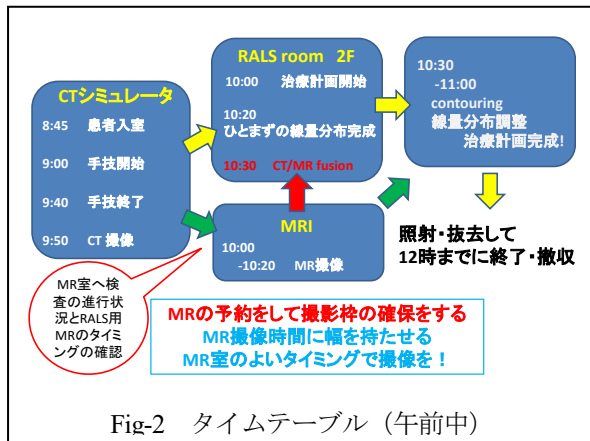 CTシミュレータ
8:45 患者入室
9:00 手技開始
9:40 手技終了
9:50 CT 撮像
RALS room 2F
10:00 治療計画開始
10:20
ひとまずの線量分布完成
10:30 CT/MR fusion
10:30
-11:00
contouring
線量分布調整
治療計画完成!
MRI
10:00
-10:20 MR撮像
照射・抜去して
12時までに終了・撤収
MR室へ検
査の進行状
況とRALS用
MRのタイミ
ングの確認
MRの予約をして撮影枠の確保をする
MR撮像時間に幅を持たせる
MR室のよいタイミングで撮像を！
Fig-2 タイムテーブル（午前中）